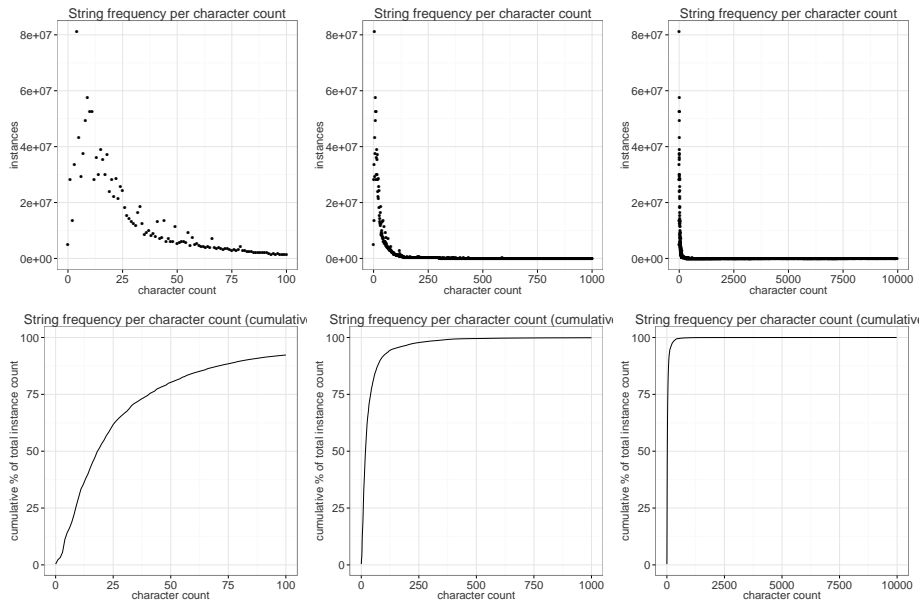 String frequency per character count
8e+07
6e+07
4e+07
2e+07
0e+00
instances
0 25 50 75 100
character count
String frequency per character count
8e+07
6e+07
4e+07
2e+07
0e+00
instances
0 250 500 750 1000
character count
String frequency per character count
8e+07
6e+07
4e+07
2e+07
0e+00
instances
0 2500 5000 7500 10000
character count
String frequency per character count (cumulativ
100
75
50
25
0
cumulative % of total instance count
0 25 50 75 100
character count
String frequency per character count (cumulativ
100
75
50
25
0
cumulative % of total instance count
0 250 500 750 1000
character count
String frequency per character count (cumulative
100
75
50
25
0
cumulative % of total instance count
0 2500 5000 7500 10000
character count